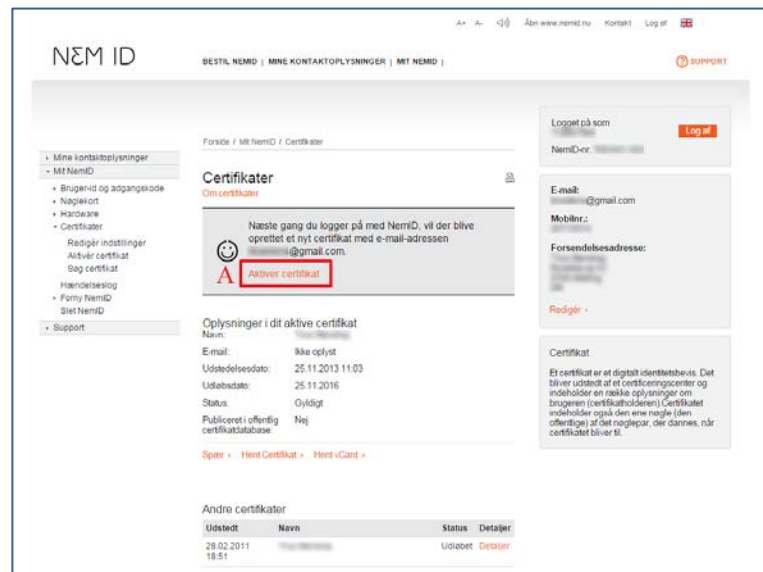 A+ A- Åbn www.nemid.nu Kontakt Log af
NEM ID
BESTIL NEMID | MINE KONTAKTOPLYSNINGER | MIT NEMID |
? SUPPORT
Mine kontaktoplysninger
Mit NemID
Bruger-id og adgangskode
Nøglekort
Hardware
Certifikater
Redigér indstillinger
Aktivér certifikat
Søg certifikat
Hændelseslog
Forny NemID
Slet NemID
Support
Forside / Mit NemID / Certifikater
Certifikater
Om certifikater
Næste gang du logger på med NemID, vil der blive
oprettet et nyt certifikat med e-mail-adressen
@gmail.com.
A Aktiver certifikat
Oplysninger i dit aktive certifikat
Navn:
E-mail: Ikke oplyst
Udstedelsesdato: 25.11.2013 11:03
Udløbsdato: 25.11.2016
Status: Gyldigt
Publiceret i offentlig Nej
certifikatdatabase:
Spær » Hent Certifikat » Hent vCard »
Andre certifikater
Udstedt Navn Status Detaljer
28.02.2011 Udløbet Detaljer
18:51
Logget på som
Log af
NemID-nr.
E-mail:
@gmail.com
Mobilnr.:
Forsendelsesadresse:
Redigér »
Certifikat
Et certifikat er et digitalt identitetsbevis. Det
bliver udstedt af et certificeringscenter og
indeholder en række oplysninger om
brugeren (certifikatholderen).Certifikatet
indeholder også den ene nøgle (den
offentlige) af det nøglepar, der dannes, når
certifikatet bliver til.